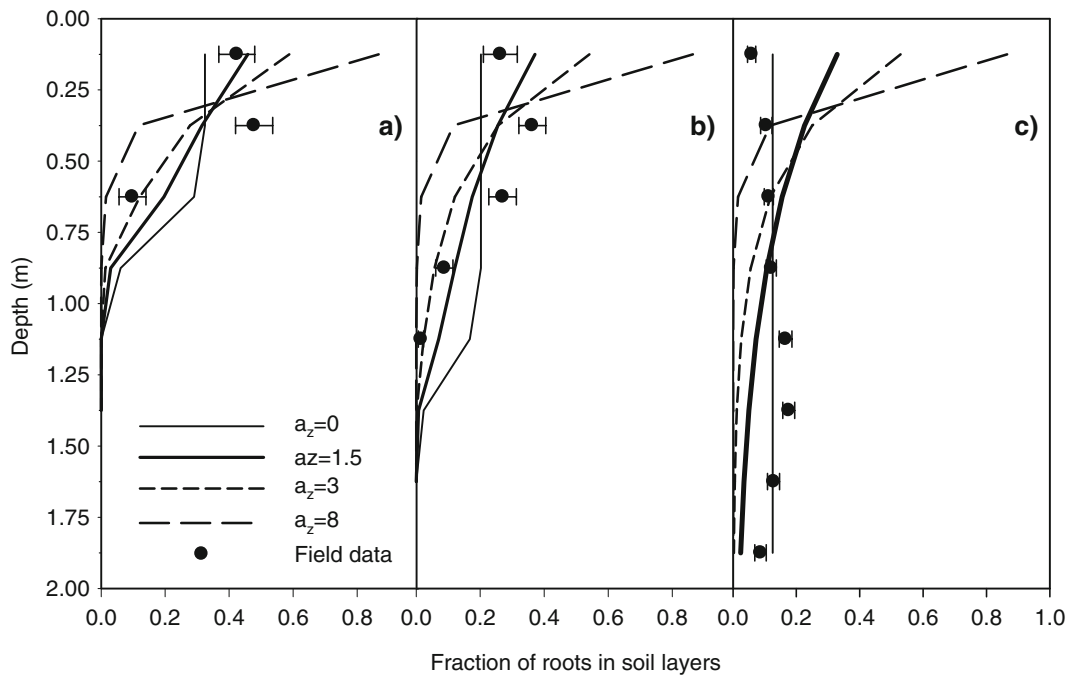 0.00
0.25
0.50
0.75
1.00
1.25
1.50
1.75
2.00
Depth (m)
a)
b)
c)
a_z=0
az=1.5
a_z=3
a_z=8
Field data
0.0 0.2 0.4 0.6 0.8 0.0 0.2 0.4 0.6 0.8 0.0 0.2 0.4 0.6 0.8 1.0
Fraction of roots in soil layers